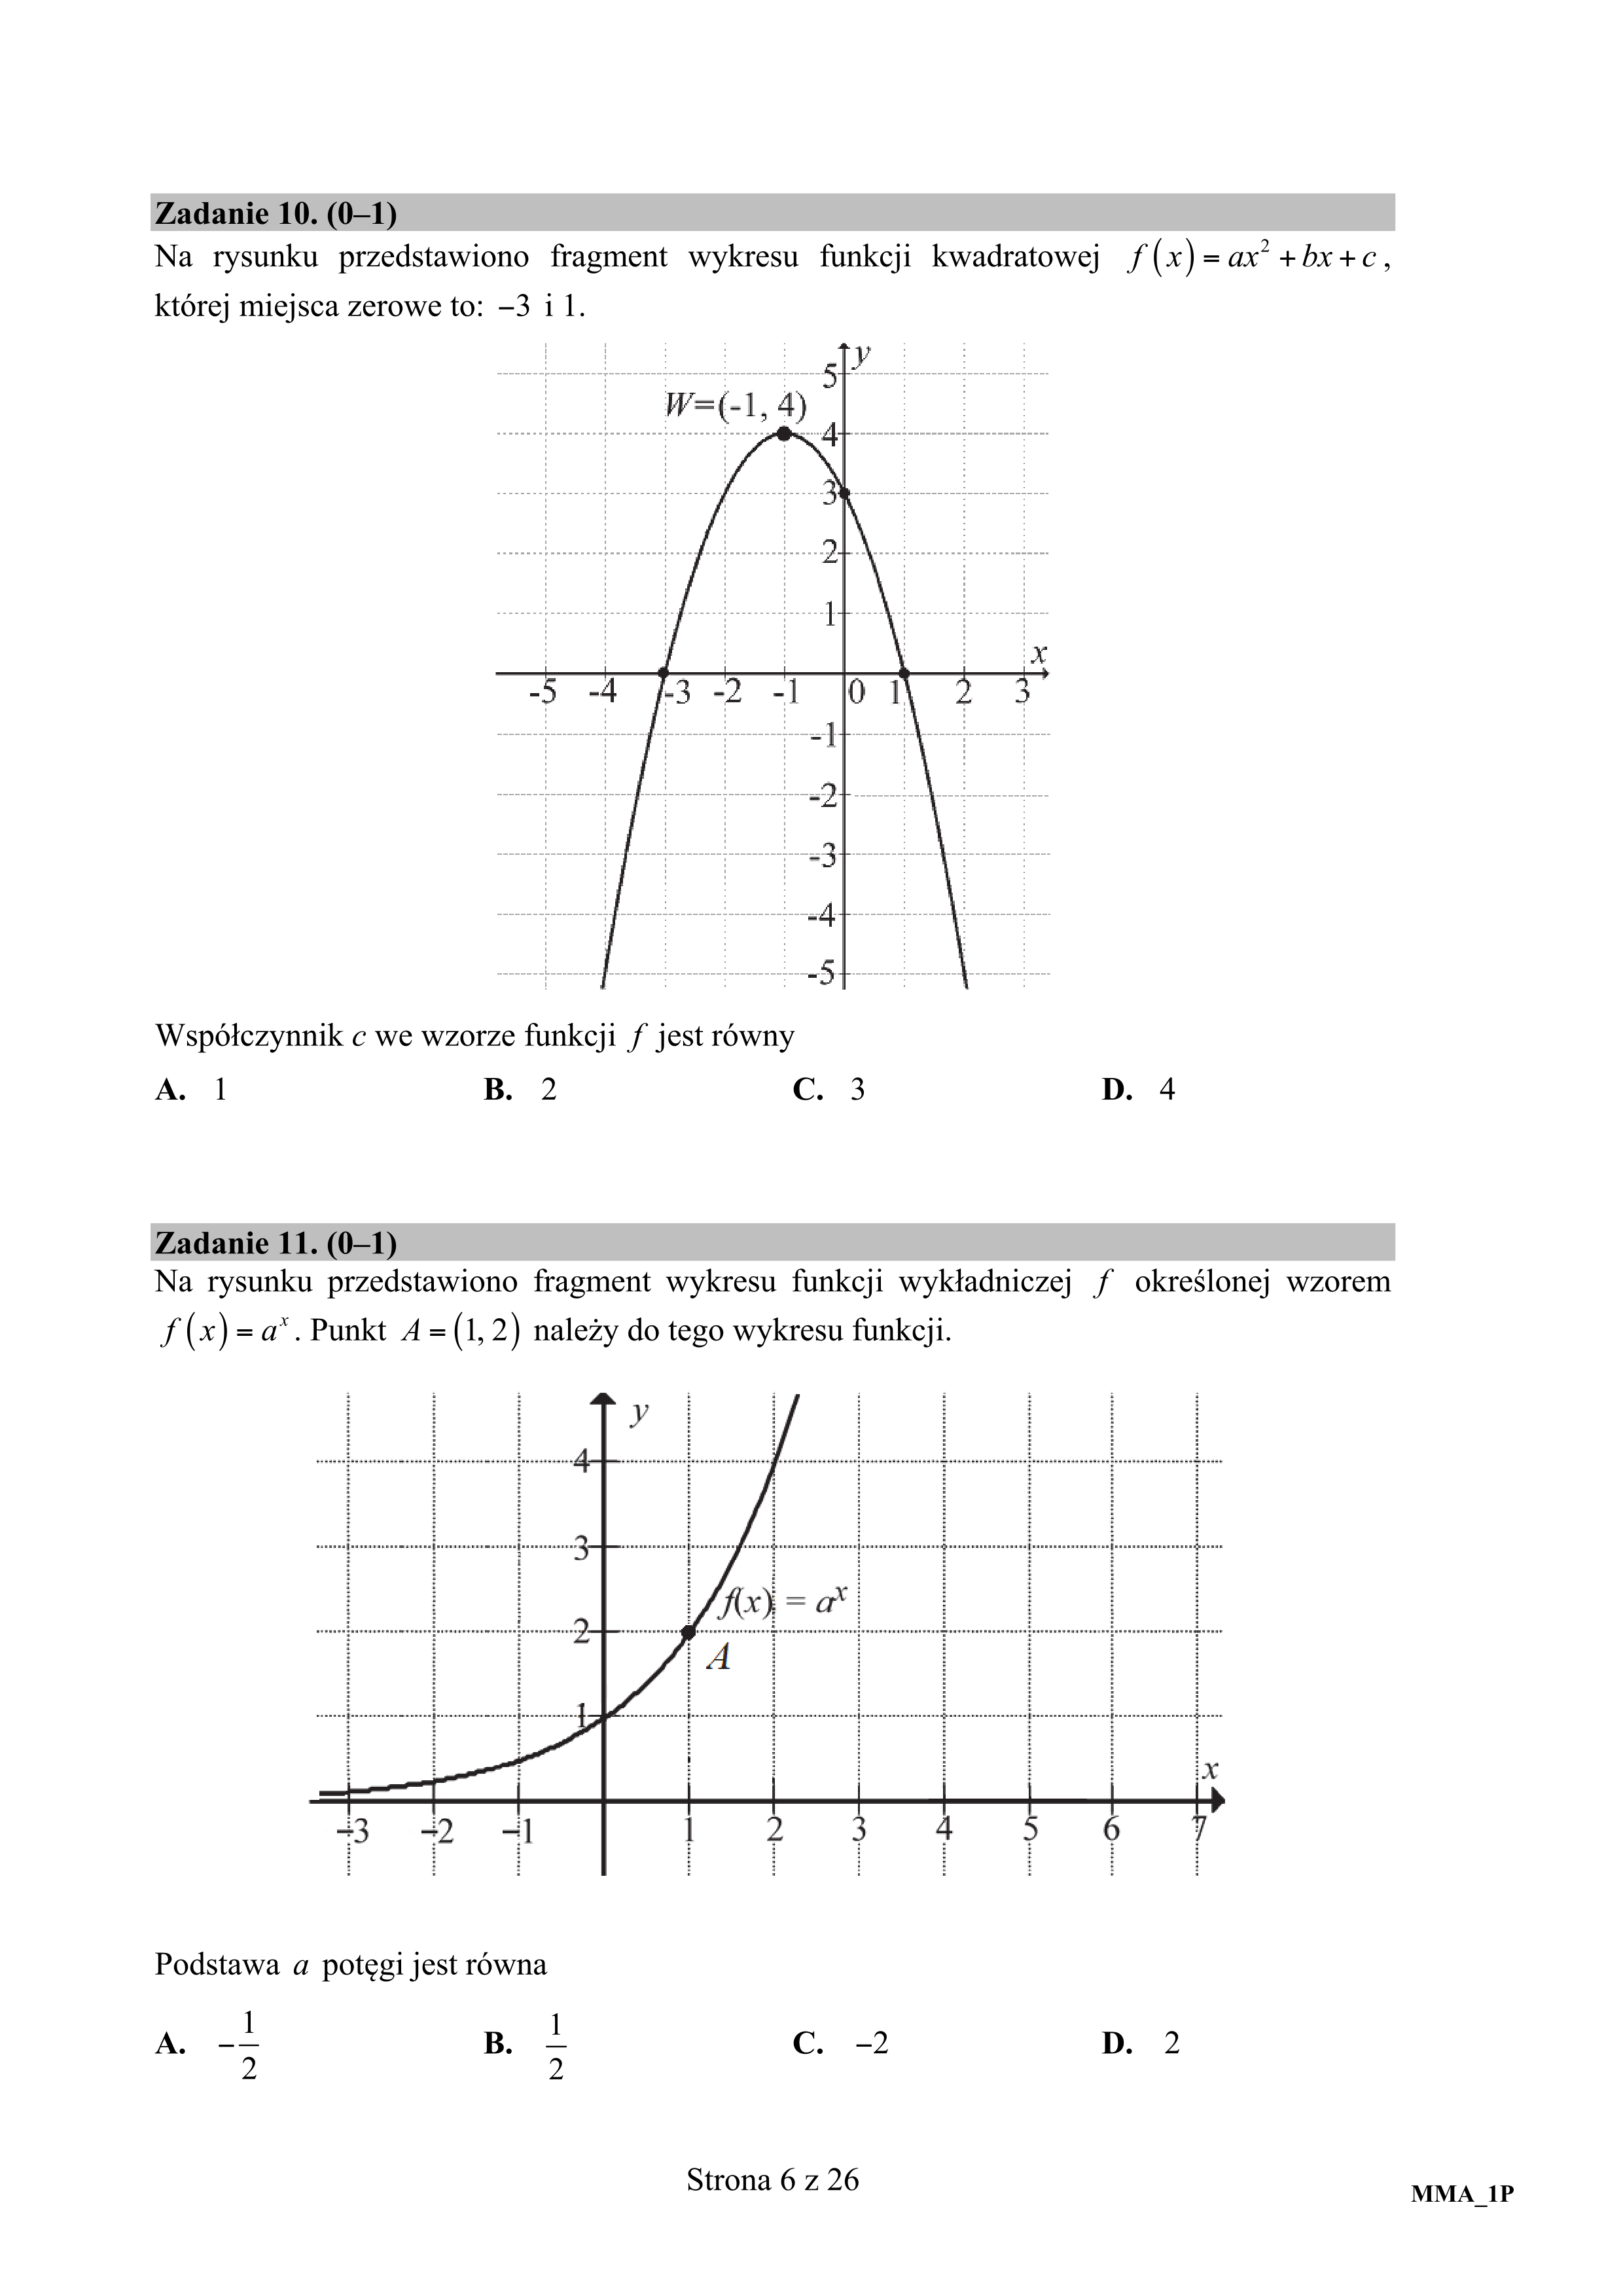 Zadanie 10. (0–1)
Na rysunku przedstawiono fragment wykresu funkcji kwadratowej f(x) = ax² + bx + c ,
której miejsca zerowe to: −3 i 1.
y
5
W=(-1, 4)
4
3
2
1
x
-5 -4 -3 -2 -1 0 1 2 3
-1
-2
-3
-4
-5
Współczynnik c we wzorze funkcji f jest równy
A. 1 B. 2 C. 3 D. 4
Zadanie 11. (0–1)
Na rysunku przedstawiono fragment wykresu funkcji wykładniczej f określonej wzorem
f(x) = aˣ . Punkt A = (1, 2) należy do tego wykresu funkcji.
y
4
3
f(x) = aˣ
2
A
1
x
–3 –2 –1 1 2 3 4 5 6 7
Podstawa a potęgi jest równa
A. −1/2 B. 1/2 C. −2 D. 2
Strona 6 z 26
MMA_1P